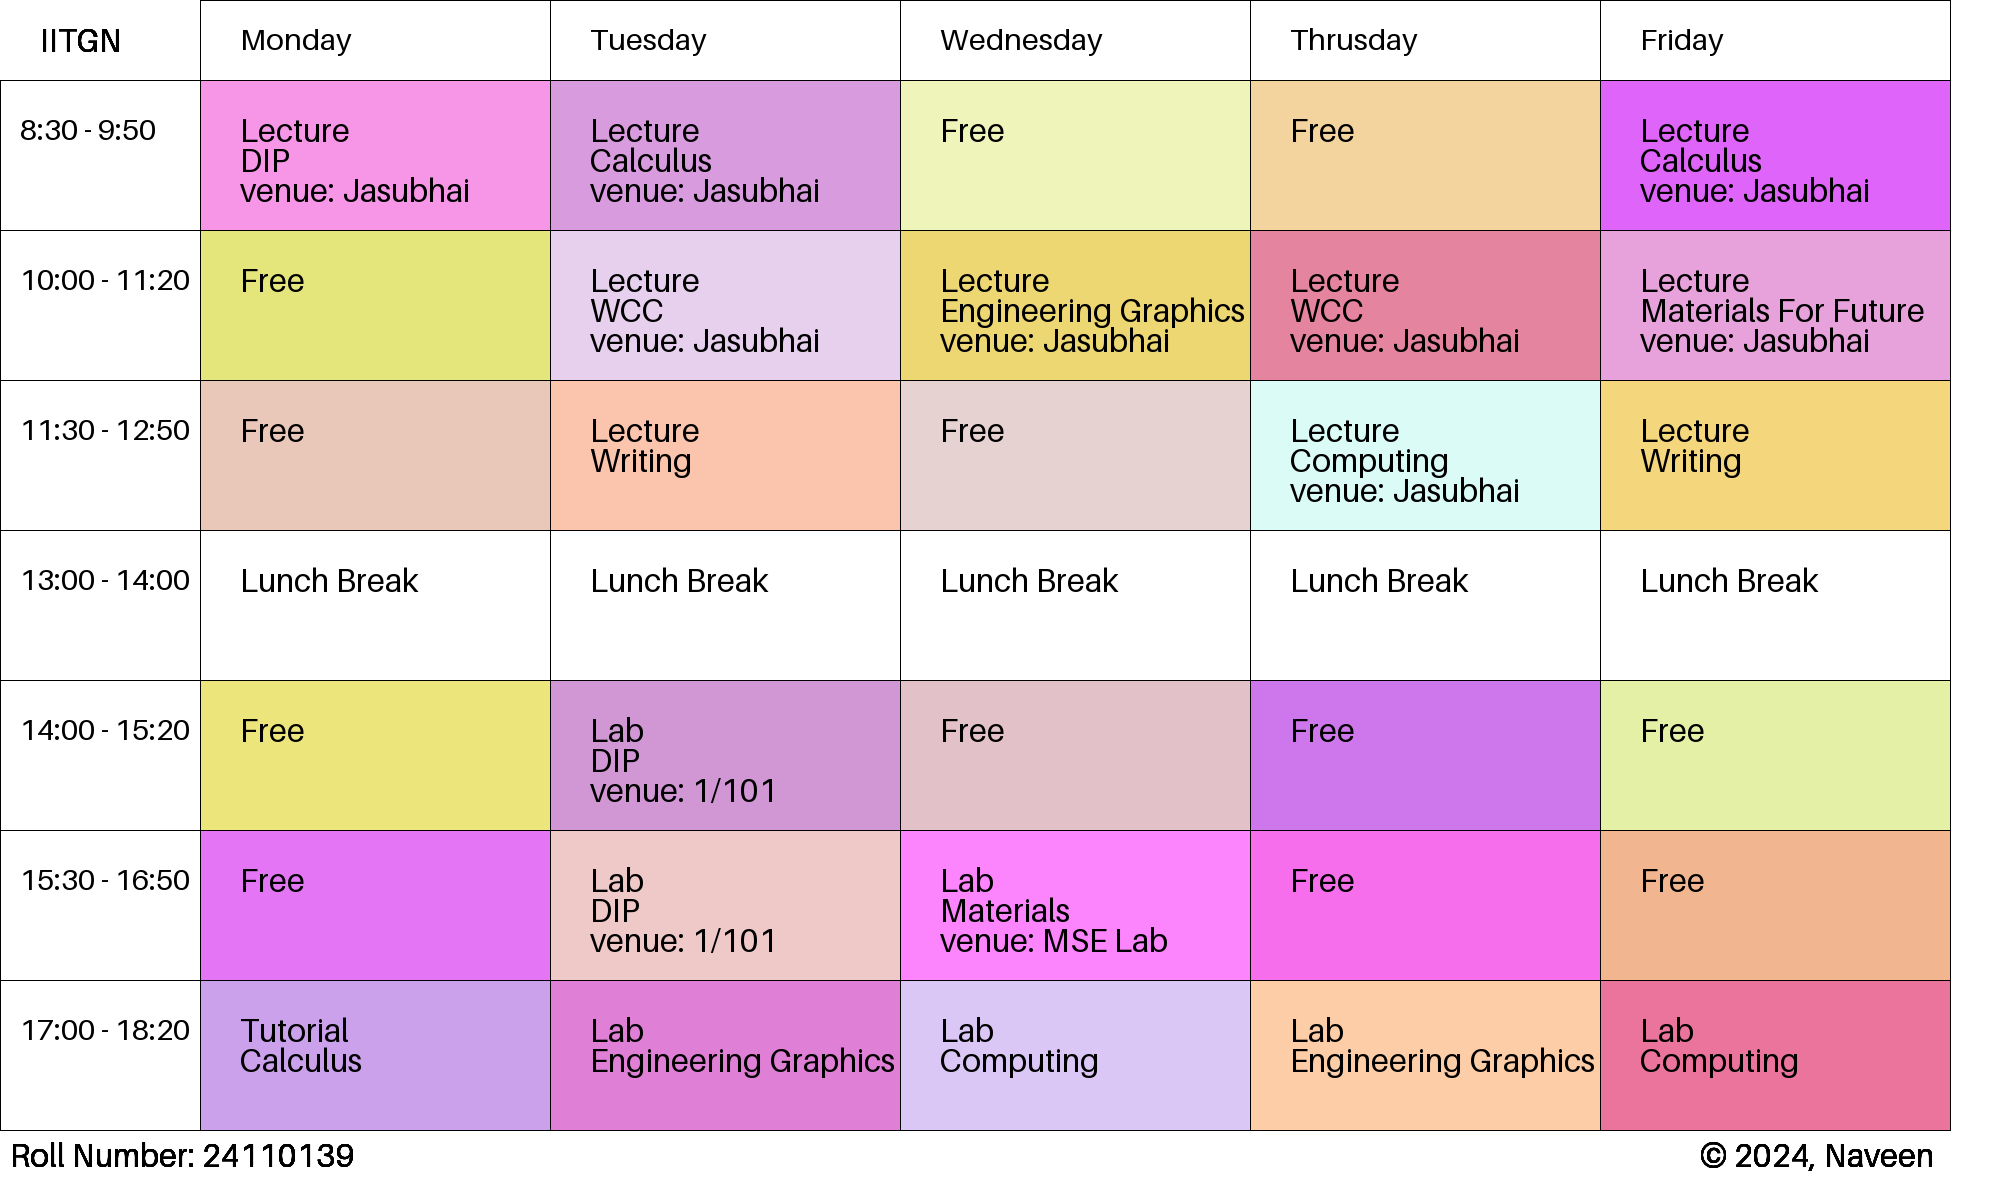 IITGN
Monday
Tuesday
Wednesday
Thrusday
Friday
8:30 - 9:50
Lecture
DIP
venue: Jasubhai
Lecture
Calculus
venue: Jasubhai
Free
Free
Lecture
Calculus
venue: Jasubhai
10:00 - 11:20
Free
Lecture
WCC
venue: Jasubhai
Lecture
Engineering Graphics
venue: Jasubhai
Lecture
WCC
venue: Jasubhai
Lecture
Materials For Future
venue: Jasubhai
11:30 - 12:50
Free
Lecture
Writing
Free
Lecture
Computing
venue: Jasubhai
Lecture
Writing
13:00 - 14:00
Lunch Break
Lunch Break
Lunch Break
Lunch Break
Lunch Break
14:00 - 15:20
Free
Lab
DIP
venue: 1/101
Free
Free
Free
15:30 - 16:50
Free
Lab
DIP
venue: 1/101
Lab
Materials
venue: MSE Lab
Free
Free
17:00 - 18:20
Tutorial
Calculus
Lab
Engineering Graphics
Lab
Computing
Lab
Engineering Graphics
Lab
Computing
Roll Number: 24110139
© 2024, Naveen